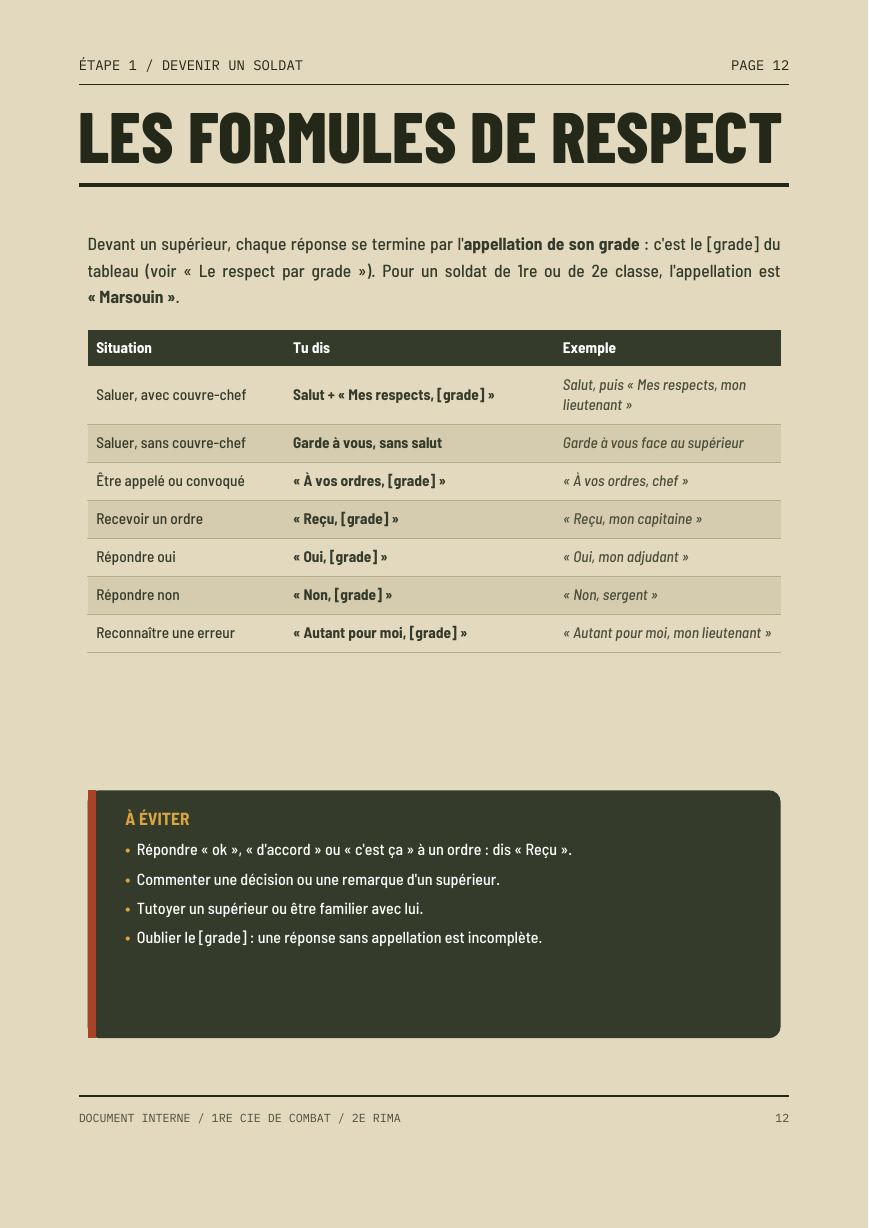 ÉTAPE 1 / DEVENIR UN SOLDAT
PAGE 12
LES FORMULES DE RESPECT
Devant un supérieur, chaque réponse se termine par l'appellation de son grade : c'est le [grade] du
tableau (voir « Le respect par grade »). Pour un soldat de 1re ou de 2e classe, l'appellation est
« Marsouin ».
Situation Tu dis Exemple
Saluer, avec couvre-chef Salut + « Mes respects, [grade] » Salut, puis « Mes respects, mon
lieutenant »
Saluer, sans couvre-chef Garde à vous, sans salut Garde à vous face au supérieur
Être appelé ou convoqué « À vos ordres, [grade] » « À vos ordres, chef »
Recevoir un ordre « Reçu, [grade] » « Reçu, mon capitaine »
Répondre oui « Oui, [grade] » « Oui, mon adjudant »
Répondre non « Non, [grade] » « Non, sergent »
Reconnaître une erreur « Autant pour moi, [grade] » « Autant pour moi, mon lieutenant »
À ÉVITER
• Répondre « ok », « d'accord » ou « c'est ça » à un ordre : dis « Reçu ».
• Commenter une décision ou une remarque d'un supérieur.
• Tutoyer un supérieur ou être familier avec lui.
• Oublier le [grade] : une réponse sans appellation est incomplète.
DOCUMENT INTERNE / 1RE CIE DE COMBAT / 2E RIMA
12